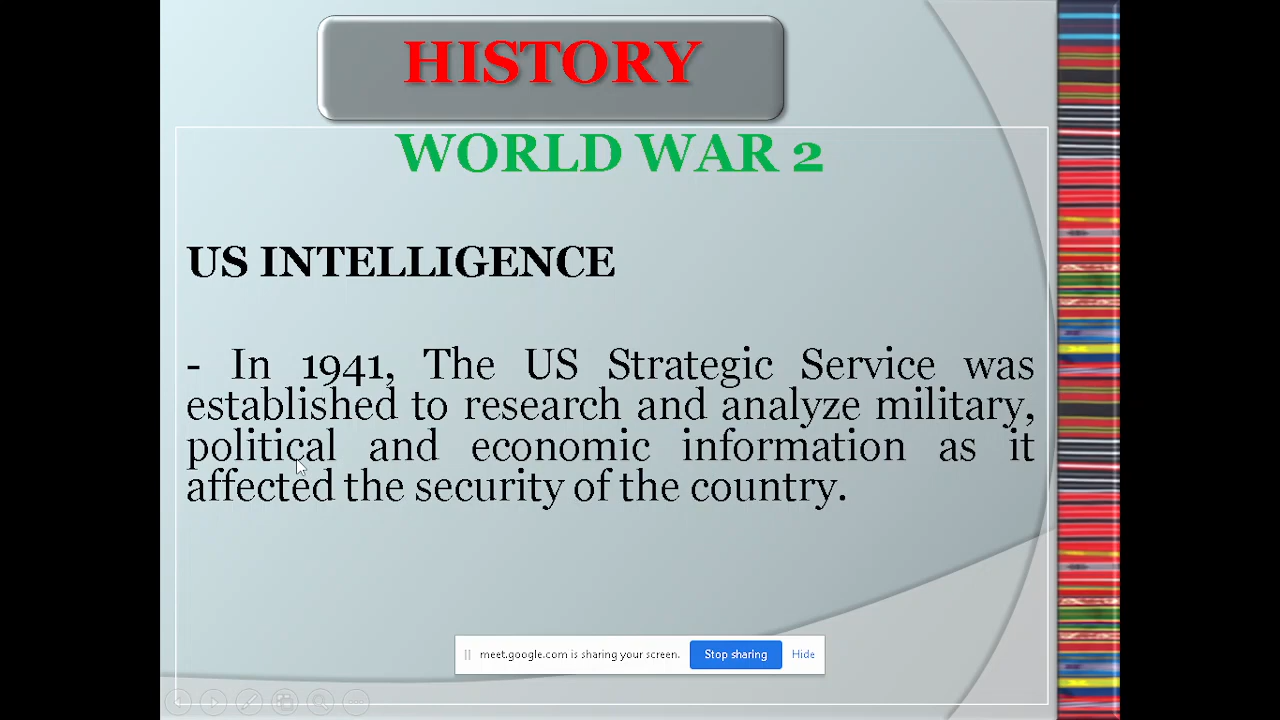 HISTORY
WORLD WAR 2
US INTELLIGENCE
- In 1941, The US Strategic Service was
established to research and analyze military,
political and economic information as it
affected the security of the country.
meet.google.com is sharing your screen. Stop sharing Hide